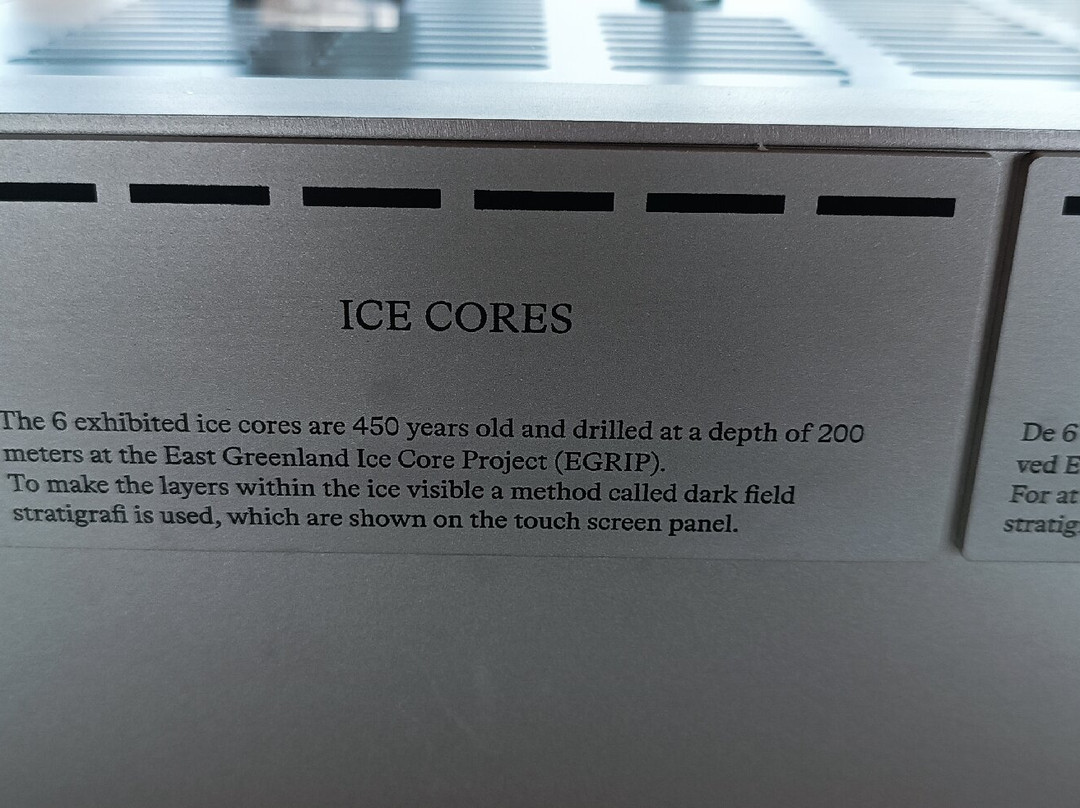 ICE CORES
The 6 exhibited ice cores are 450 years old and drilled at a depth of 200
meters at the East Greenland Ice Core Project (EGRIP).
To make the layers within the ice visible a method called dark field
stratigrafi is used, which are shown on the touch screen panel.
De 6
ved E
For at
stratig